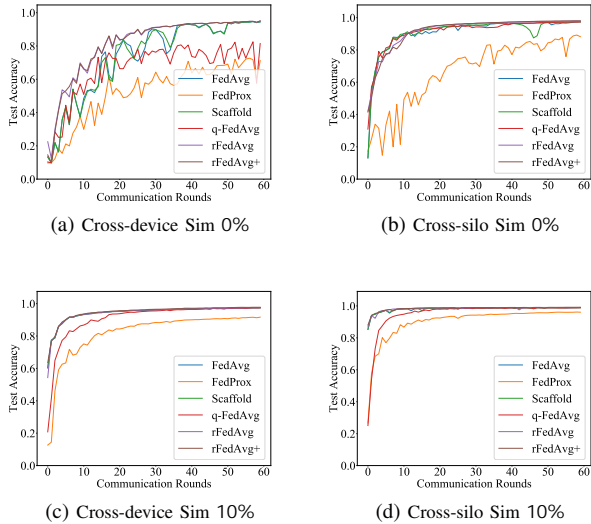 1.0
0.8
0.6
0.4
0.2
0.0
Test Accuracy
FedAvg
FedProx
Scaffold
q-FedAvg
rFedAvg
rFedAvg+
0 10 20 30 40 50 60
Communication Rounds
(a) Cross-device Sim 0%
1.0
0.8
0.6
0.4
0.2
0.0
Test Accuracy
FedAvg
FedProx
Scaffold
q-FedAvg
rFedAvg
rFedAvg+
0 10 20 30 40 50 60
Communication Rounds
(b) Cross-silo Sim 0%
1.0
0.8
0.6
0.4
0.2
0.0
Test Accuracy
FedAvg
FedProx
Scaffold
q-FedAvg
rFedAvg
rFedAvg+
0 10 20 30 40 50 60
Communication Rounds
(c) Cross-device Sim 10%
1.0
0.8
0.6
0.4
0.2
0.0
Test Accuracy
FedAvg
FedProx
Scaffold
q-FedAvg
rFedAvg
rFedAvg+
0 10 20 30 40 50 60
Communication Rounds
(d) Cross-silo Sim 10%